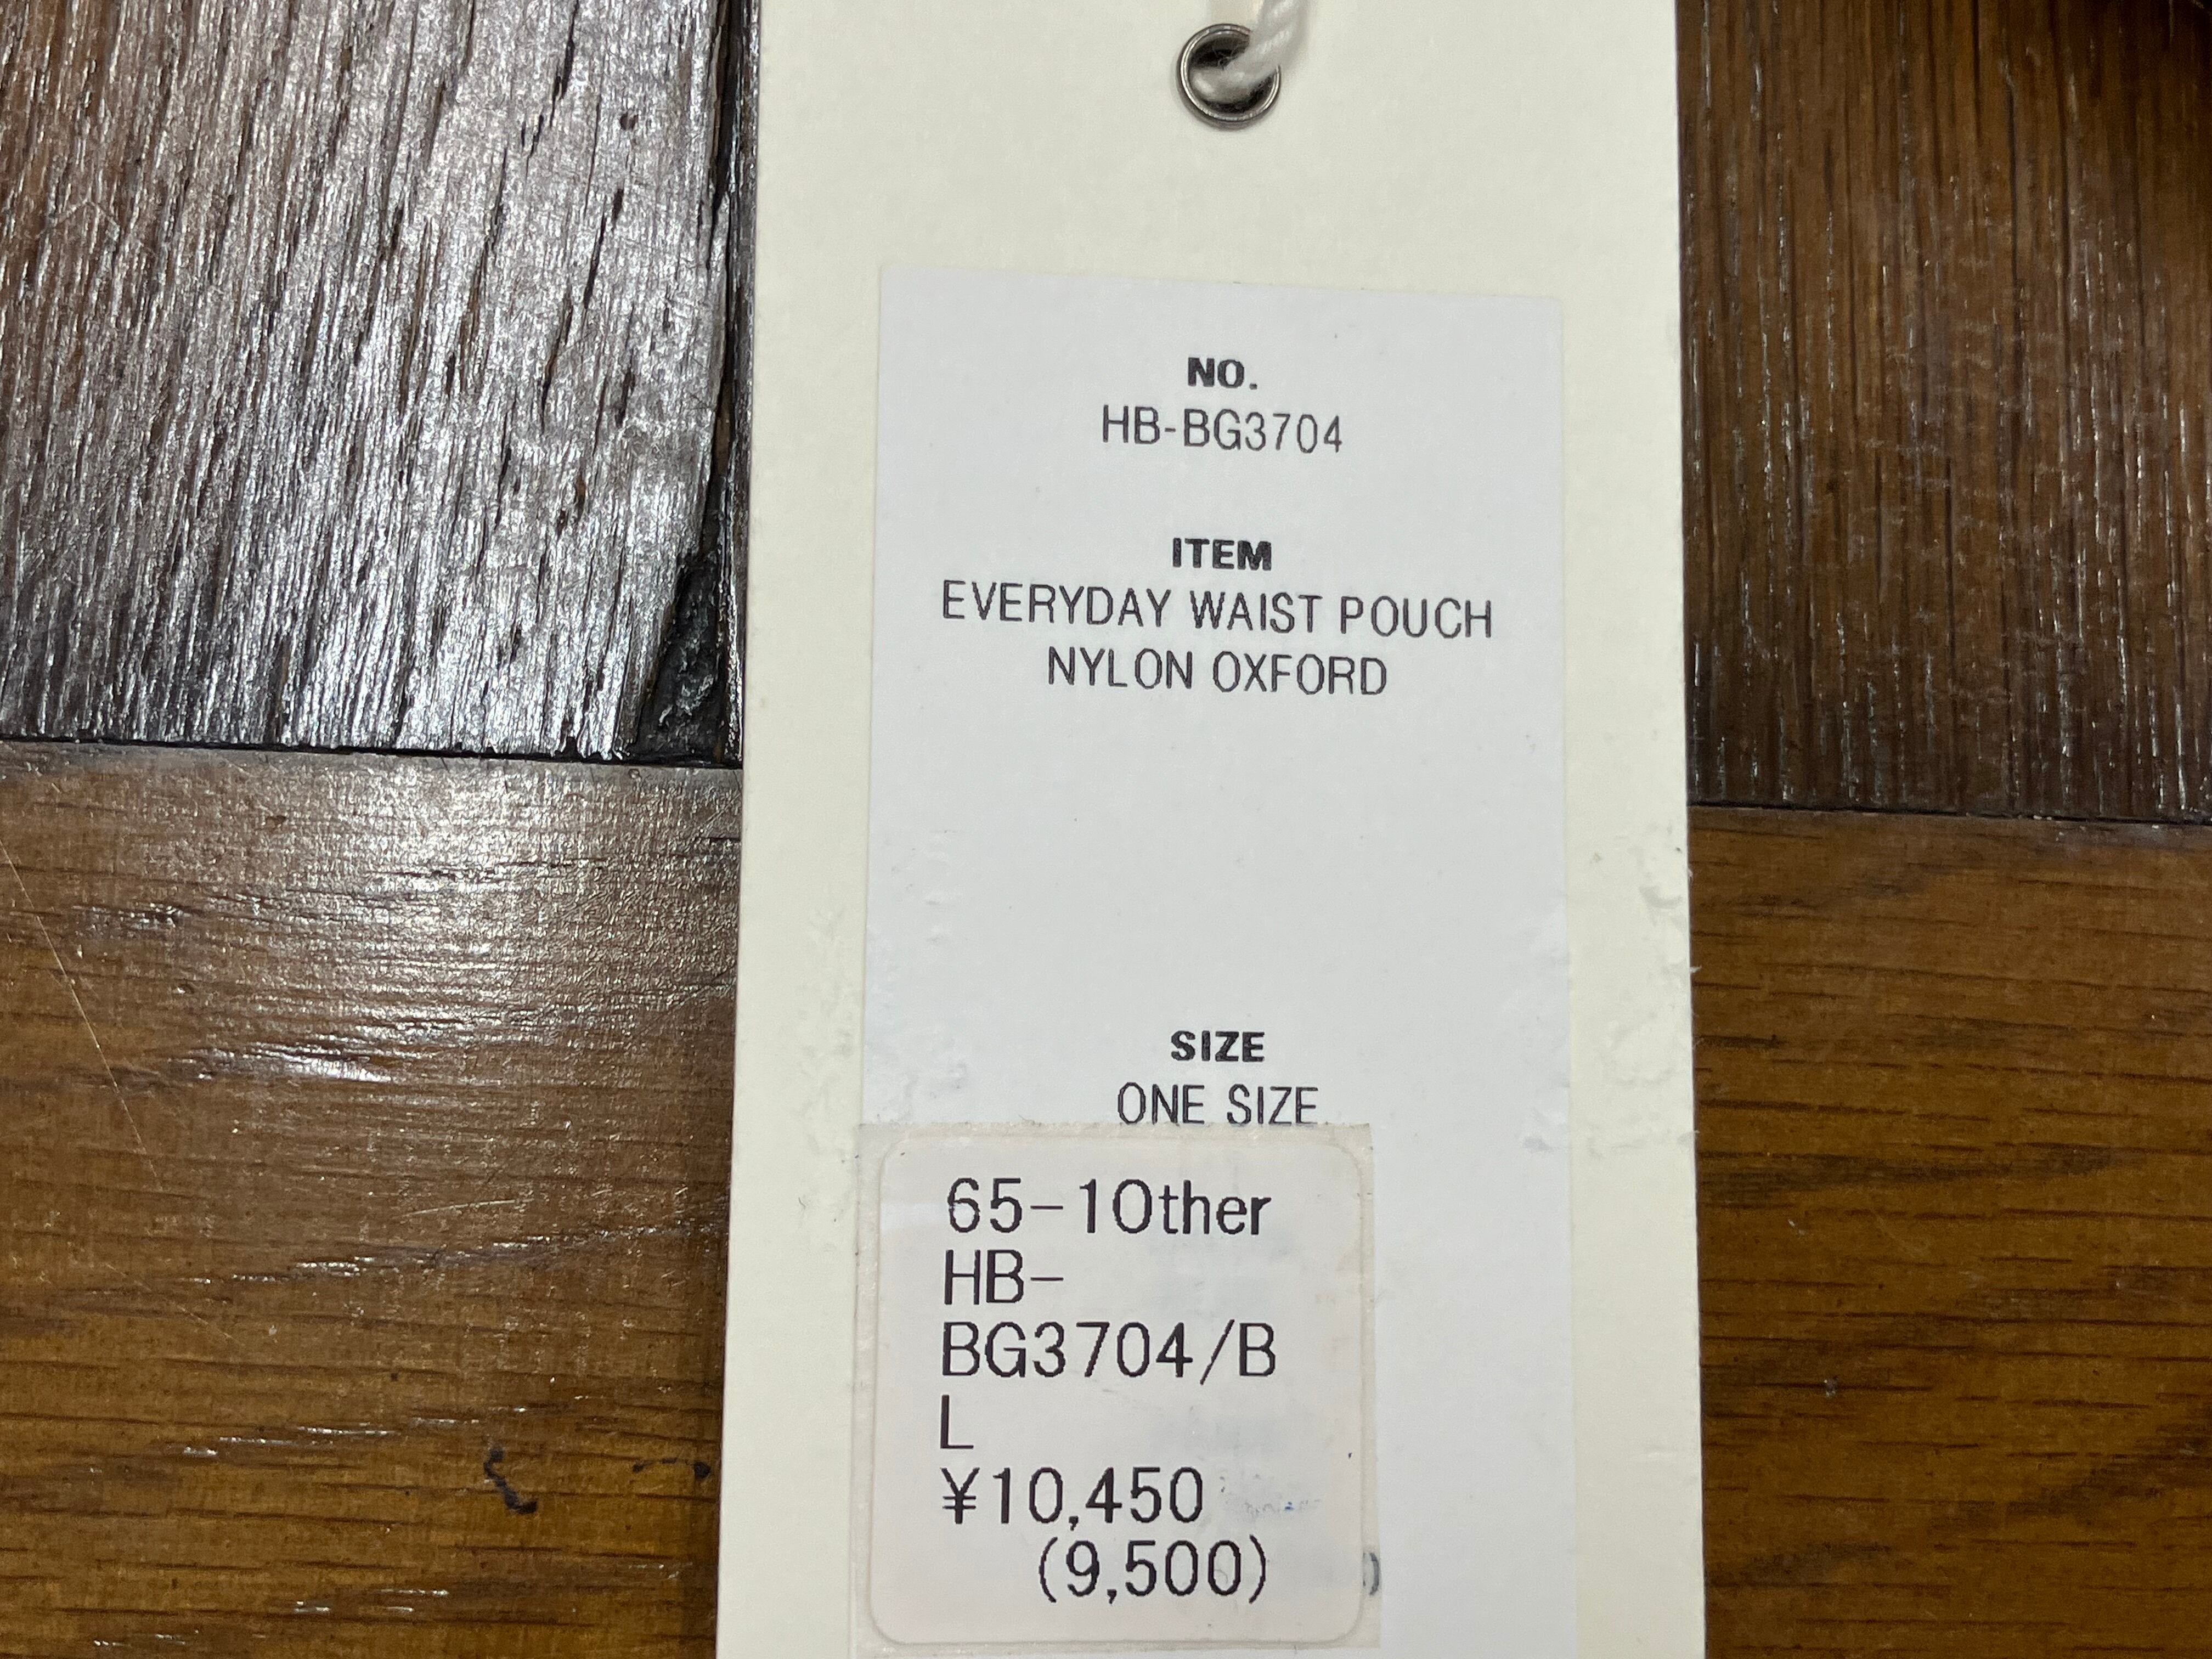 NO.
HB-BG3704
ITEM
EVERYDAY WAIST POUCH
NYLON OXFORD
SIZE
ONE SIZE
65-1Other
HB-
BG3704/B
L
¥10,450
(9,500)